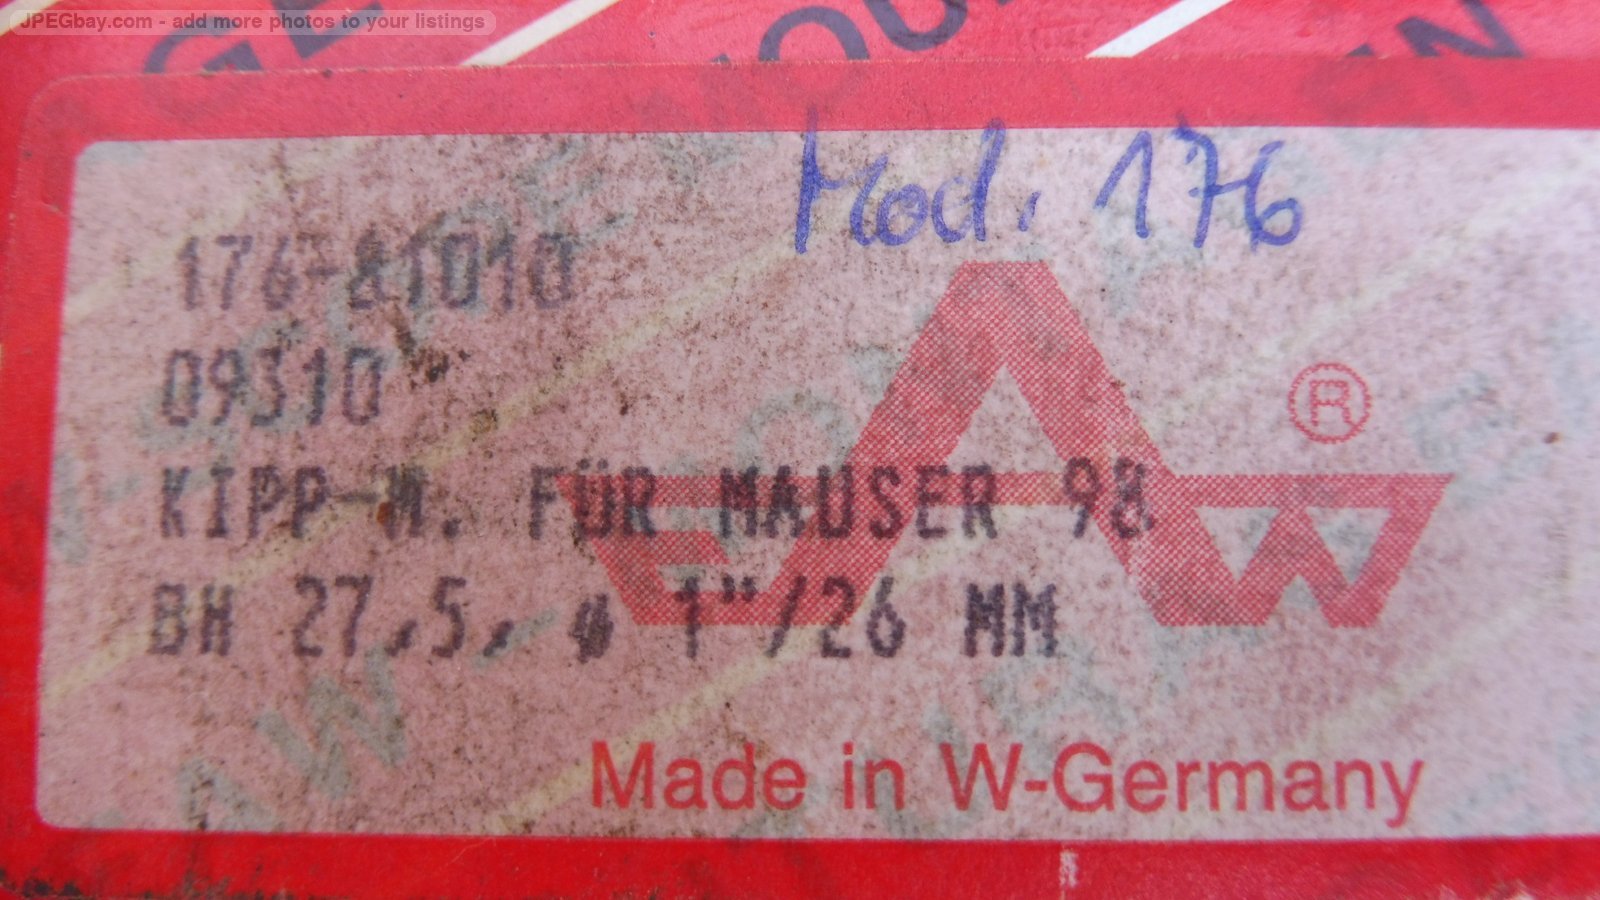 JPEGbay.com - add more photos to your listings
Mod. 176
176-81010
09310
KIPP-M. FÜR MAUSER 98
BH 27,5, ø 1"/26 MM
EAW
®
Made in W-Germany